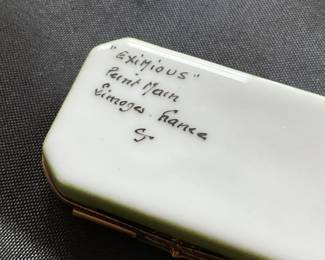 "Eximious"
Peint Main
Limoges. France